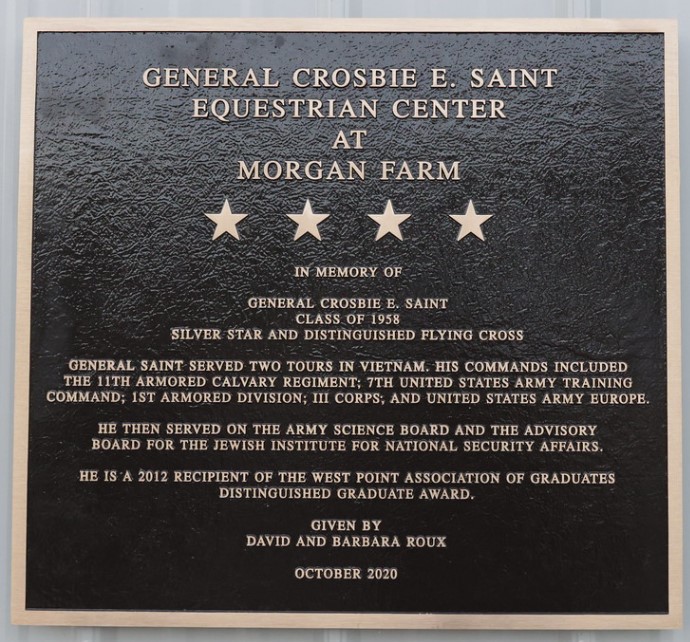 GENERAL CROSBIE E. SAINT
EQUESTRIAN CENTER
AT
MORGAN FARM
IN MEMORY OF
GENERAL CROSBIE E. SAINT
CLASS OF 1958
SILVER STAR AND DISTINGUISHED FLYING CROSS
GENERAL SAINT SERVED TWO TOURS IN VIETNAM. HIS COMMANDS INCLUDED
THE 11TH ARMORED CALVARY REGIMENT; 7TH UNITED STATES ARMY TRAINING
COMMAND; 1ST ARMORED DIVISION; III CORPS; AND UNITED STATES ARMY EUROPE.
HE THEN SERVED ON THE ARMY SCIENCE BOARD AND THE ADVISORY
BOARD FOR THE JEWISH INSTITUTE FOR NATIONAL SECURITY AFFAIRS.
HE IS A 2012 RECIPIENT OF THE WEST POINT ASSOCIATION OF GRADUATES
DISTINGUISHED GRADUATE AWARD.
GIVEN BY
DAVID AND BARBARA ROUX
OCTOBER 2020